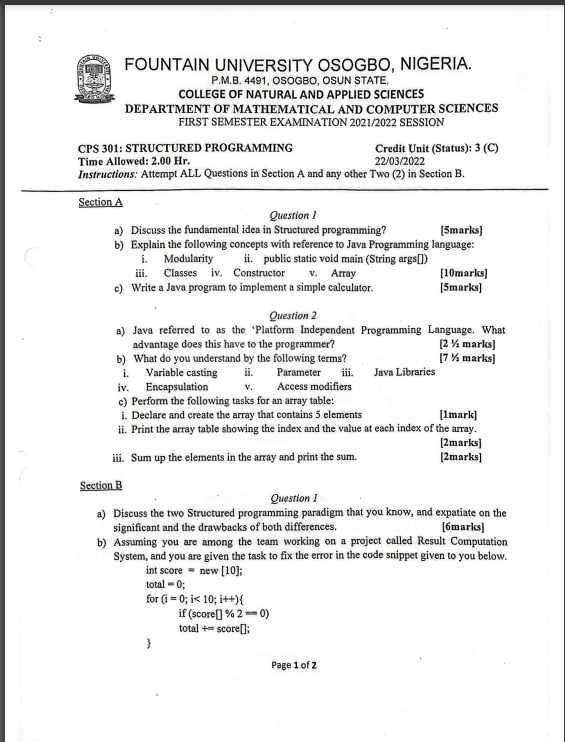 FOUNTAIN UNIVERSITY OSOGBO, NIGERIA.
P.M.B. 4491, OSOGBO, OSUN STATE.
COLLEGE OF NATURAL AND APPLIED SCIENCES
DEPARTMENT OF MATHEMATICAL AND COMPUTER SCIENCES
FIRST SEMESTER EXAMINATION 2021/2022 SESSION
CPS 301: STRUCTURED PROGRAMMING Credit Unit (Status): 3 (C)
Time Allowed: 2.00 Hr. 22/03/2022
Instructions: Attempt ALL Questions in Section A and any other Two (2) in Section B.
Section A
Question 1
a) Discuss the fundamental idea in Structured programming? [5marks]
b) Explain the following concepts with reference to Java Programming language:
i. Modularity ii. public static void main (String args[])
iii. Classes iv. Constructor v. Array [10marks]
c) Write a Java program to implement a simple calculator. [5marks]
Question 2
a) Java referred to as the 'Platform Independent Programming Language. What
advantage does this have to the programmer? [2 ½ marks]
b) What do you understand by the following terms? [7 ½ marks]
i. Variable casting ii. Parameter iii. Java Libraries
iv. Encapsulation v. Access modifiers
c) Perform the following tasks for an array table:
i. Declare and create the array that contains 5 elements [1mark]
ii. Print the array table showing the index and the value at each index of the array.
[2marks]
iii. Sum up the elements in the array and print the sum. [2marks]
Section B
Question 1
a) Discuss the two Structured programming paradigm that you know, and expatiate on the
significant and the drawbacks of both differences. [6marks]
b) Assuming you are among the team working on a project called Result Computation
System, and you are given the task to fix the error in the code snippet given to you below.
int score = new [10];
total = 0;
for (i = 0; i< 10; i++){
if (score[] % 2 == 0)
total += score[];
}
Page 1 of 2